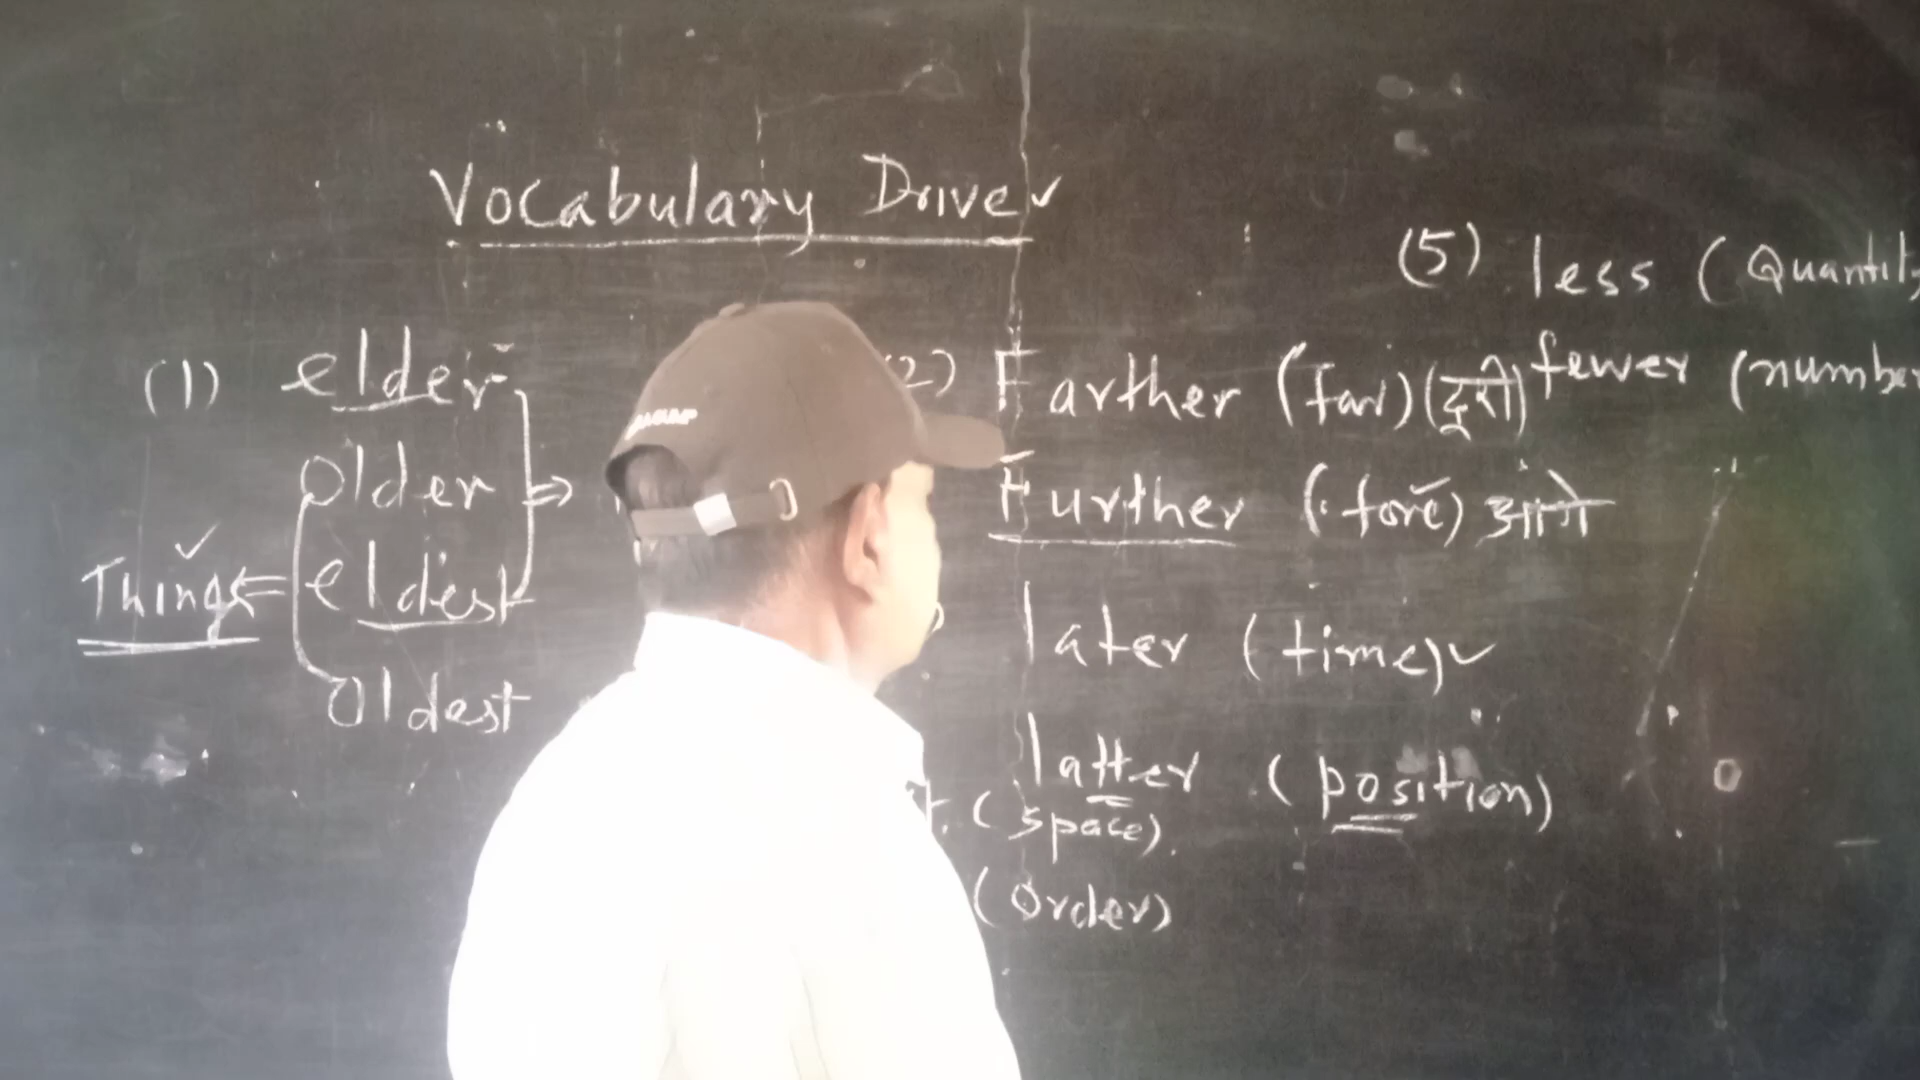 Vocabulary Drive
(1) elder
older
Things ⇐ eldest
oldest
(2) Farther (far) (दूरी)
Further (fore) आगे
later (time)
latter (position)
(space).
(order)
(5) less (Quantity
fewer (number